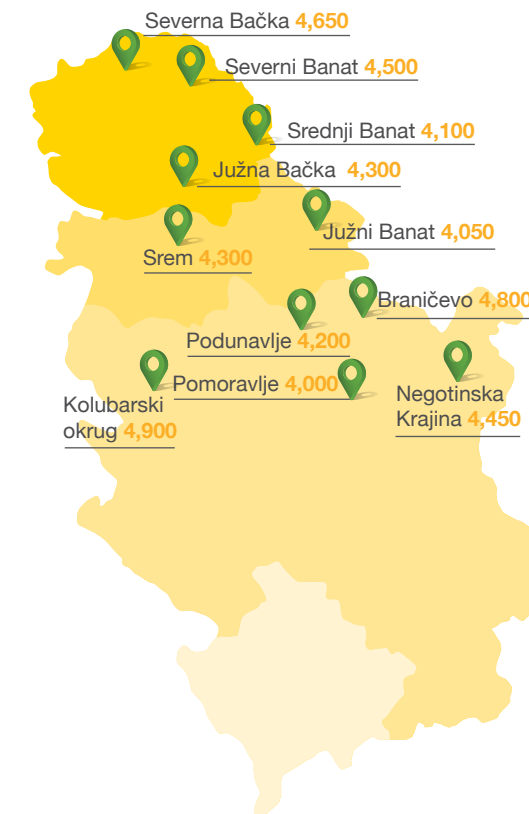 Severna Bačka 4,650
Severni Banat 4,500
Srednji Banat 4,100
Južna Bačka 4,300
Južni Banat 4,050
Srem 4,300
Braničevo 4,800
Podunavlje 4,200
Pomoravlje 4,000
Kolubarski
okrug 4,900
Negotinska
Krajina 4,450